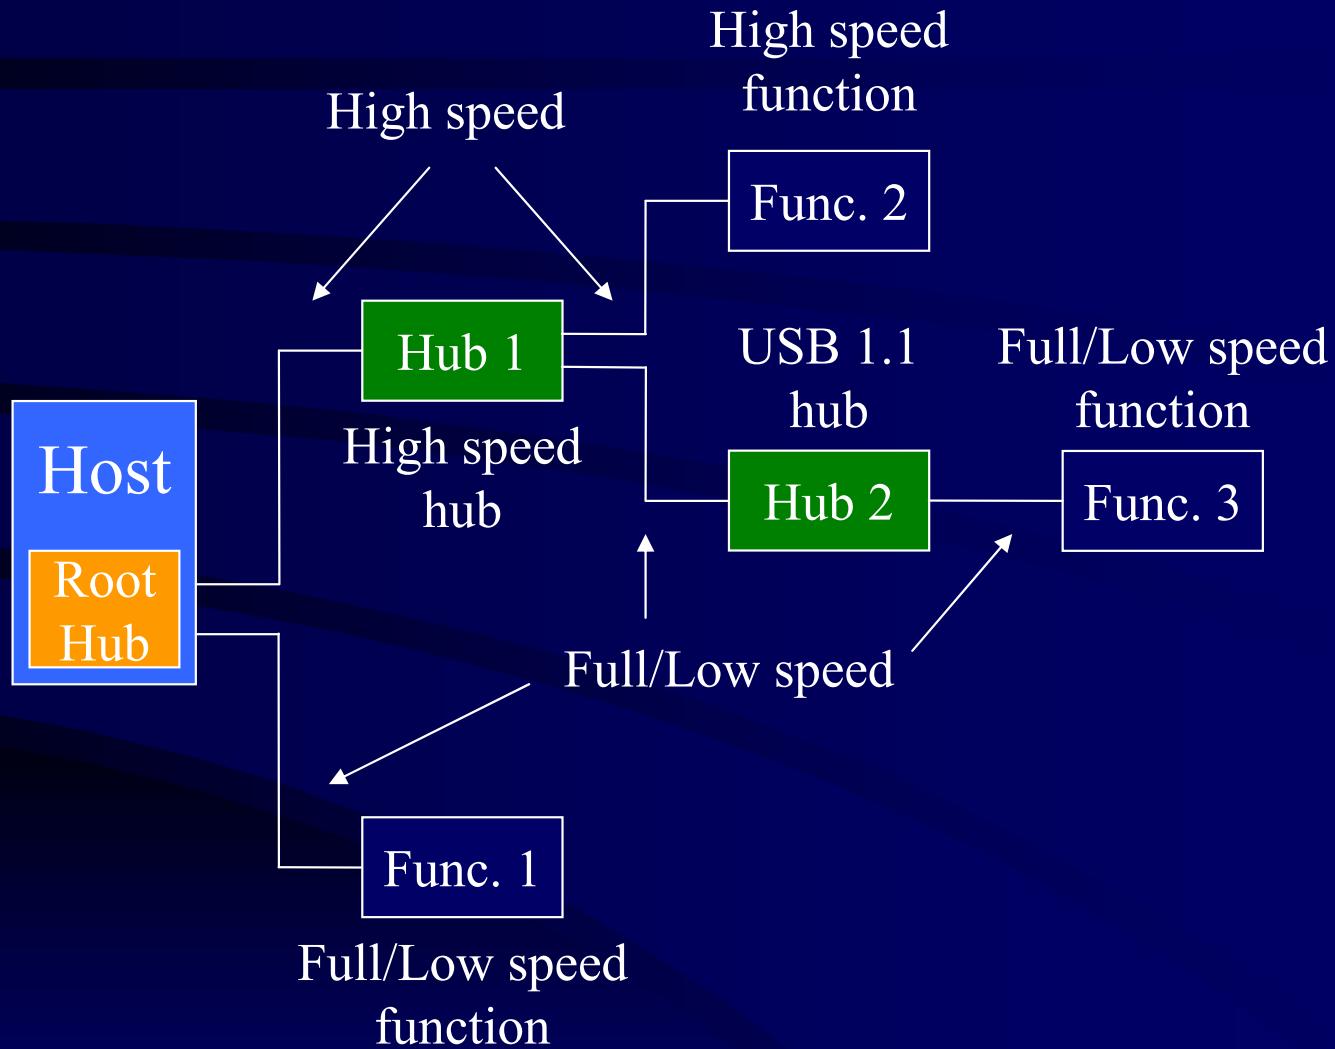 High speed
function
High speed
Func. 2
Hub 1
USB 1.1
hub
Full/Low speed
function
High speed
hub
Host
Hub 2
Func. 3
Root
Hub
Full/Low speed
Func. 1
Full/Low speed
function